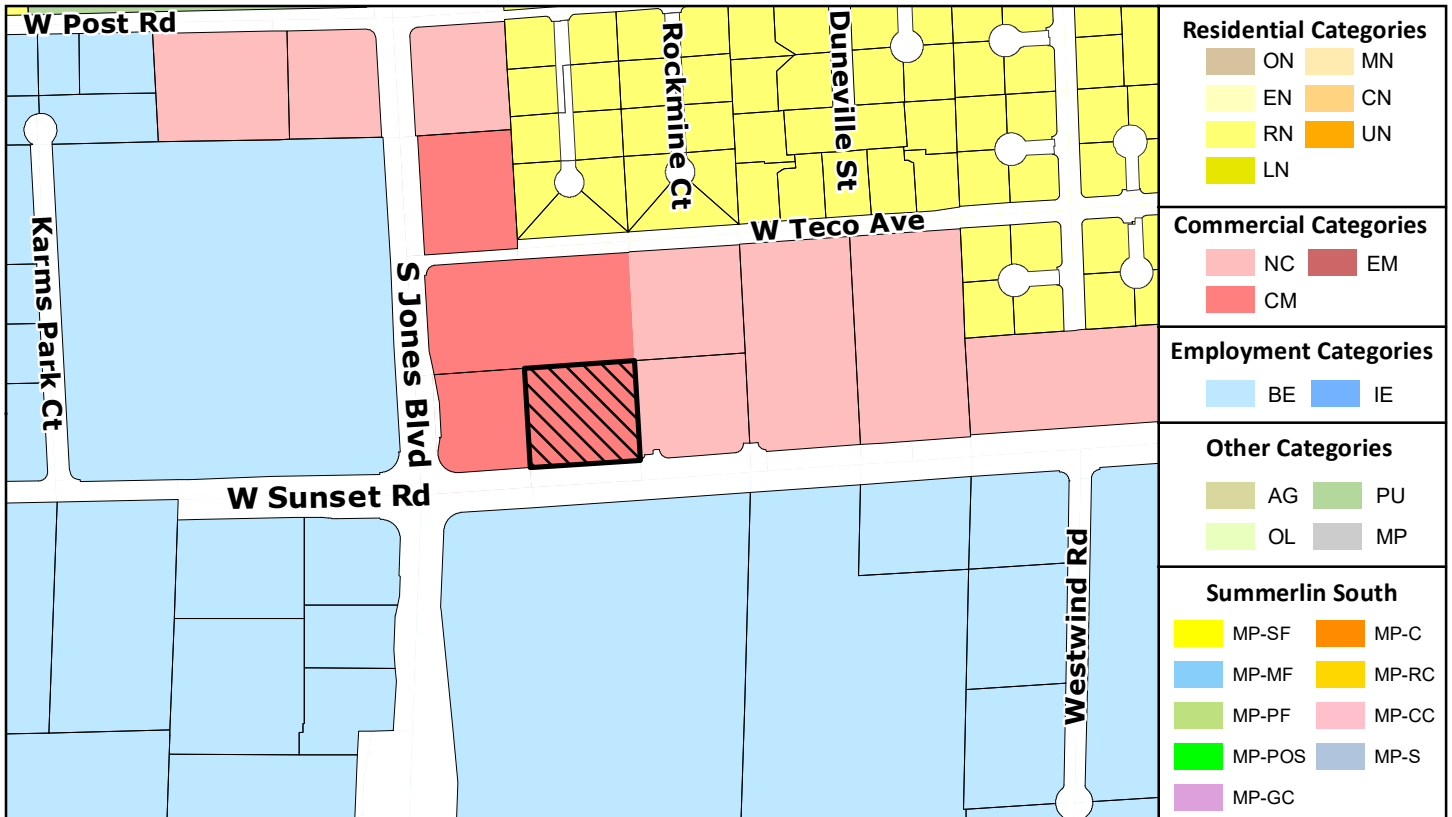 W Post Rd
Rockmine Ct
Duneville St
W Teco Ave
Karms Park Ct
S Jones Blvd
W Sunset Rd
Westwind Rd
Residential Categories
ON MN
EN CN
RN UN
LN
Commercial Categories
NC EM
CM
Employment Categories
BE IE
Other Categories
AG PU
OL MP
Summerlin South
MP-SF MP-C
MP-MF MP-RC
MP-PF MP-CC
MP-POS MP-S
MP-GC